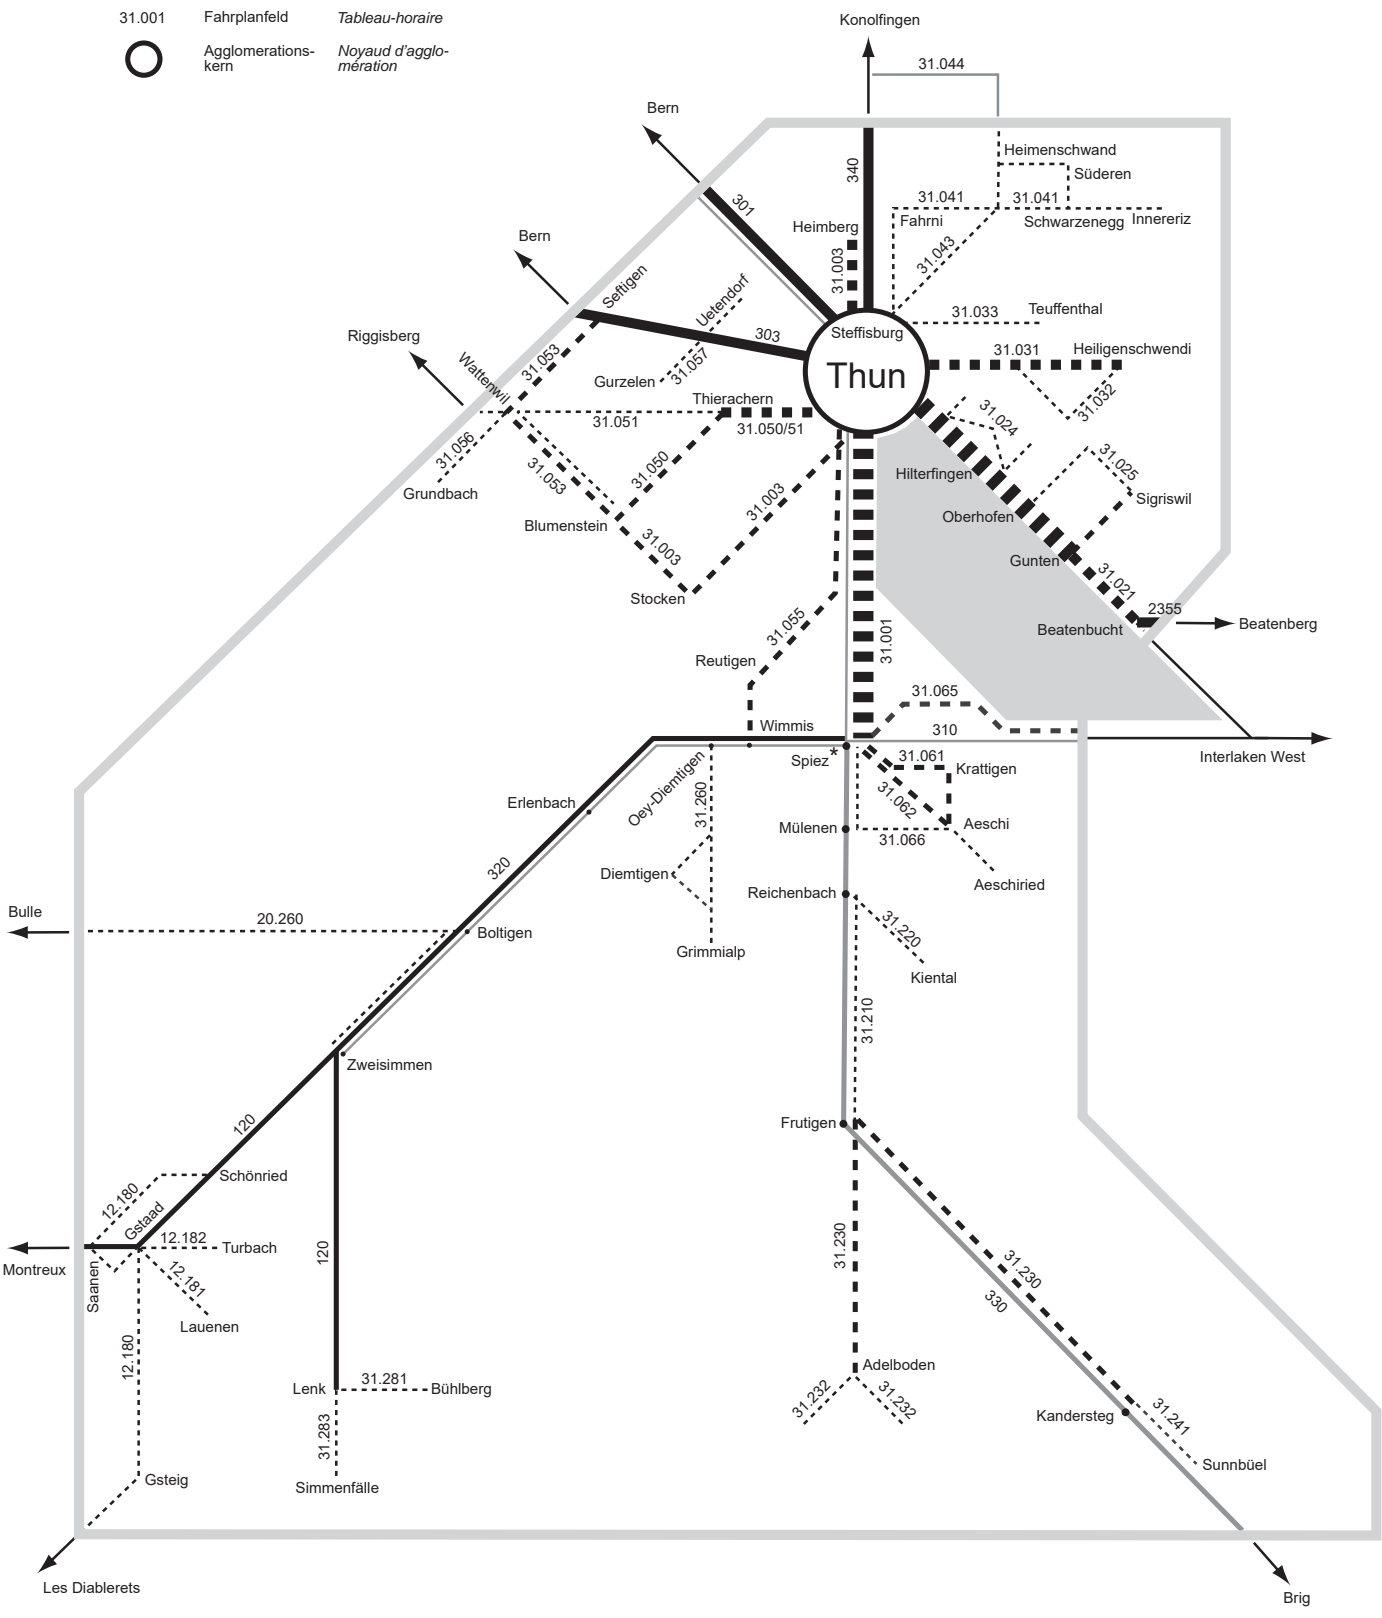 31.001 Fahrplanfeld Tableau-horaire
Agglomerations-
kern
Noyaud d'agglo-
mération
Konolfingen
31.044
Bern
Heimenschwand
340
Süderen
31.041
31.041
301
Fahrni
Schwarzenegg
Innereriz
Heimberg
Bern
31.043
31.003
Seftigen
Uetendorf
31.033
Teuffenthal
Steffisburg
303
Riggisberg
31.031
Heiligenschwendi
31.053
Wattenwil
31.057
Thun
Gurzelen
31.032
Thierachern
31.024
31.051
31.050/51
31.056
31.050
31.053
31.025
Hilterfingen
Grundbach
Sigriswil
31.003
Oberhofen
Blumenstein
31.003
Gunten
31.021
Stocken
2355
31.055
Beatenbucht
Beatenberg
31.001
Reutigen
31.065
Wimmis
310
Spiez*
31.061
Interlaken West
Krattigen
Oey-Diemtigen
31.260
31.062
Erlenbach
Mülenen
Aeschi
31.066
320
Diemtigen
Aeschiried
Reichenbach
Bulle
20.260
Boltigen
31.220
Grimmialp
Kiental
31.210
Zweisimmen
120
Frutigen
Schönried
12.180
Gstaad
12.182
Turbach
31.230
120
Montreux
Saanen
12.181
31.230
330
Lauenen
12.180
Adelboden
31.281
Lenk
Bühlberg
31.232
31.232
Kandersteg
31.241
31.283
Sunnbüel
Gsteig
Simmenfälle
Les Diablerets
Brig